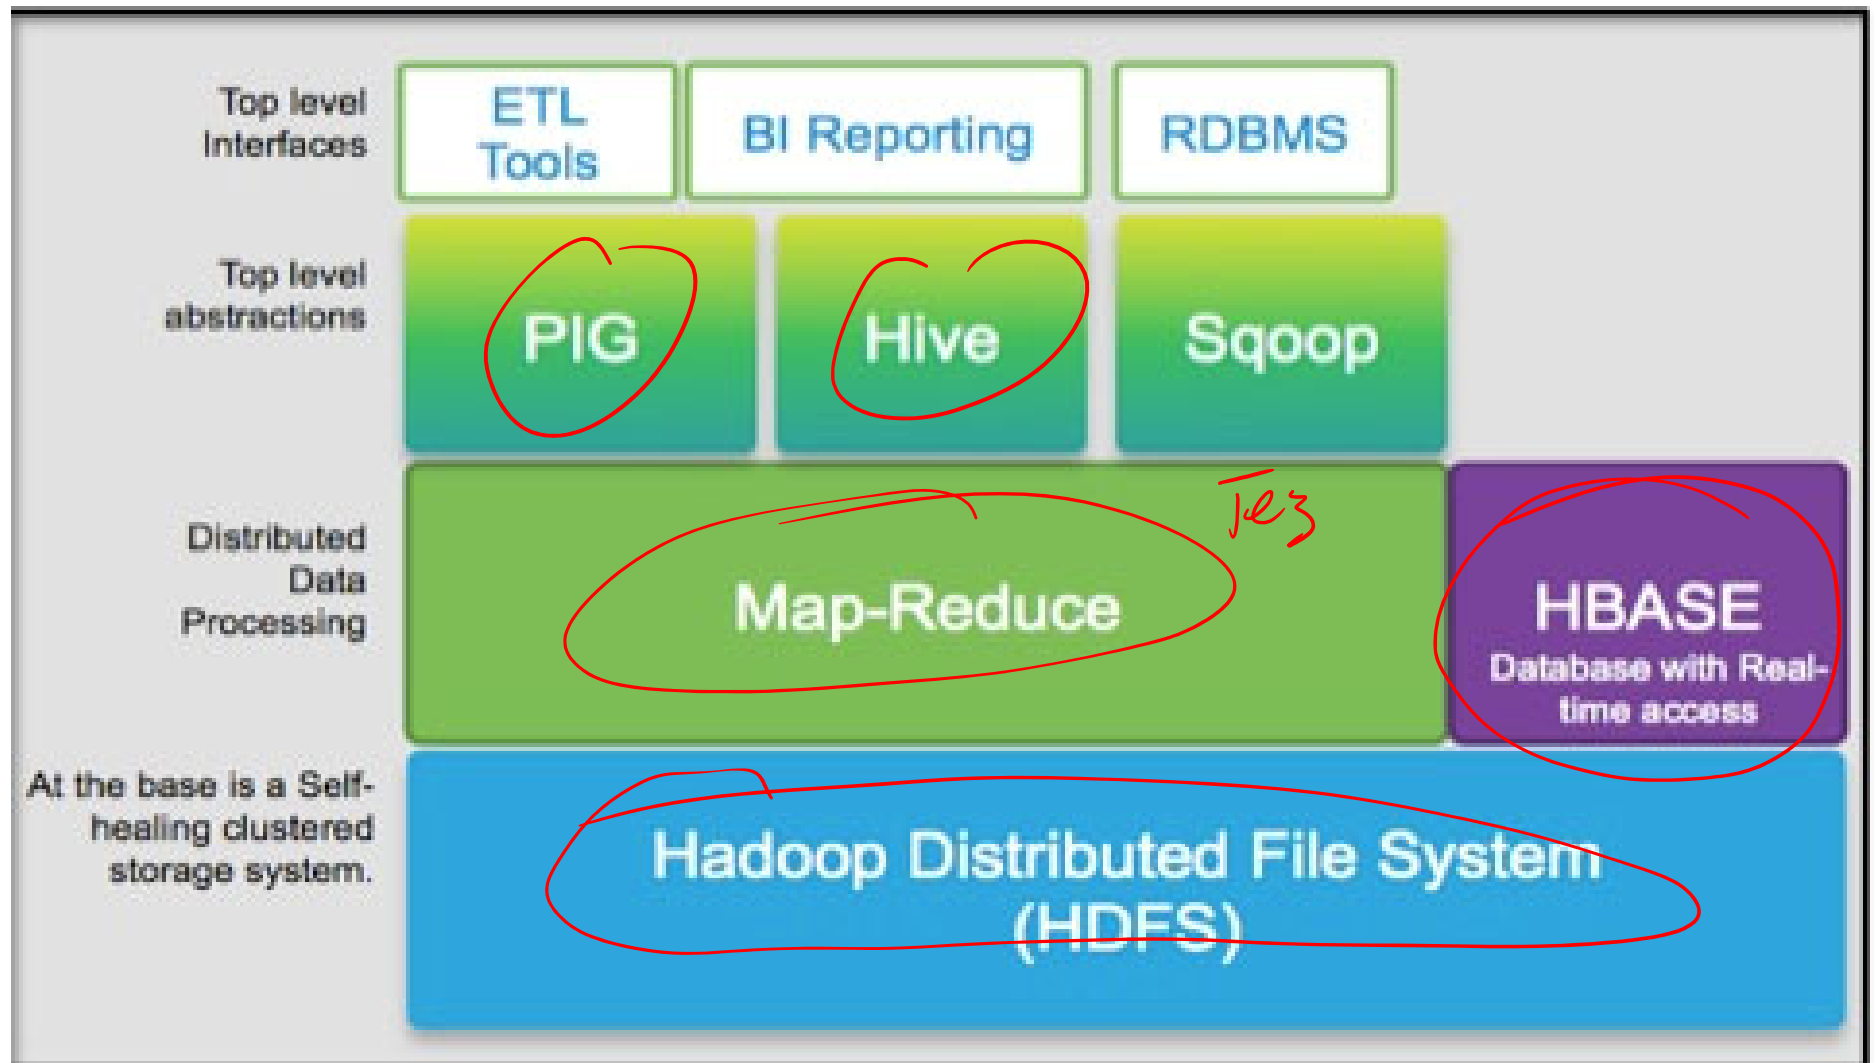 Top level
Interfaces
ETL
Tools
BI Reporting
RDBMS
Top level
abstractions
PIG
Hive
Sqoop
Distributed
Data
Processing
Tez
Map-Reduce
HBASE
Database with Real-
time access
At the base is a Self-
healing clustered
storage system.
Hadoop Distributed File System
(HDFS)